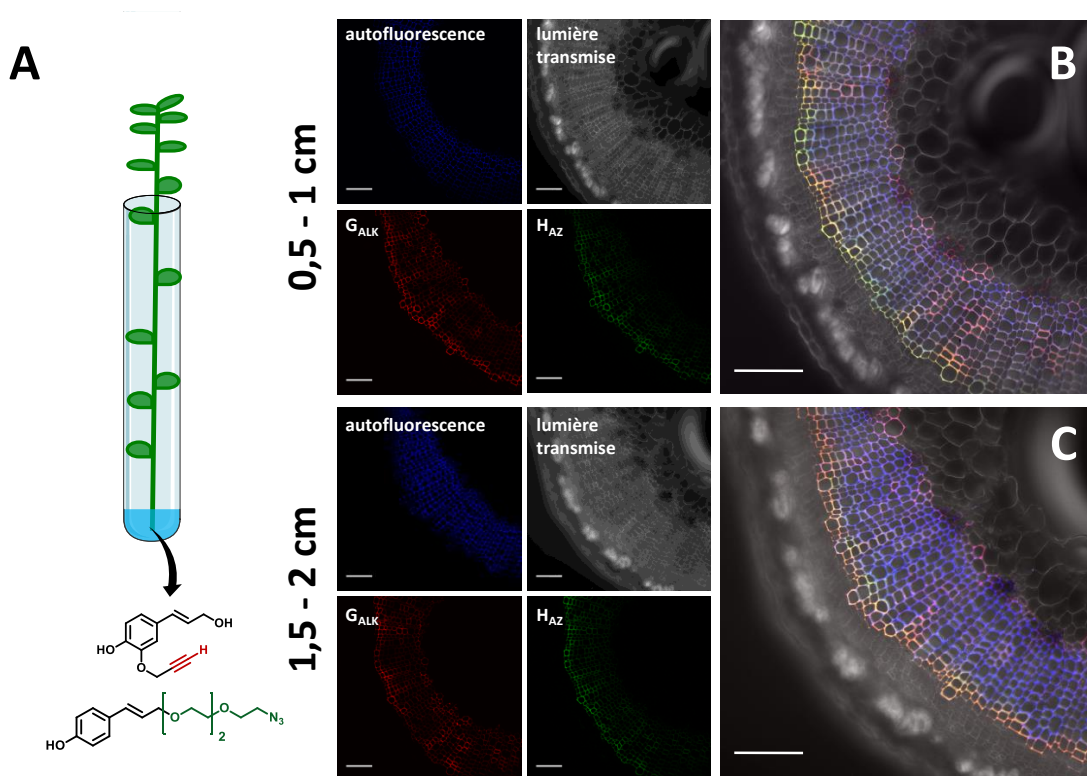 A
0,5 - 1 cm
autofluorescence
lumière
transmise
G_ALK
H_AZ
B
1,5 - 2 cm
autofluorescence
lumière
transmise
G_ALK
H_AZ
C
OH
HO
O
H
HO
O
O
N3
2